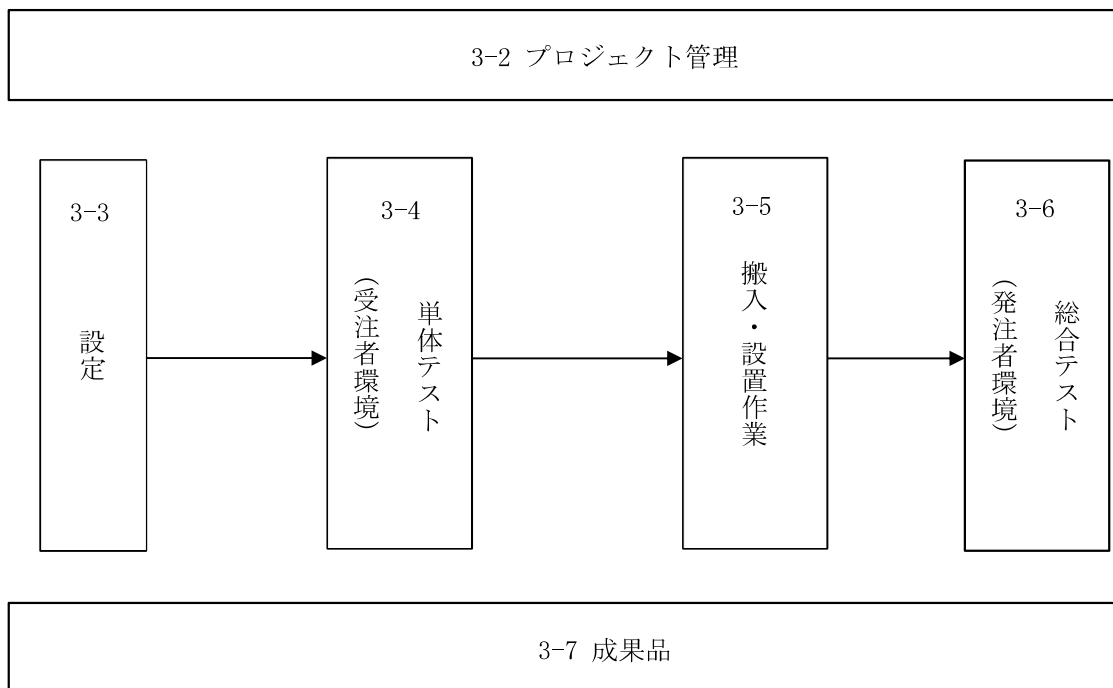 3-2 プロジェクト管理
3-3
設定
3-4
単体テスト
(受注者環境)
3-5
搬入・設置作業
3-6
総合テスト
(発注者環境)
3-7 成果品